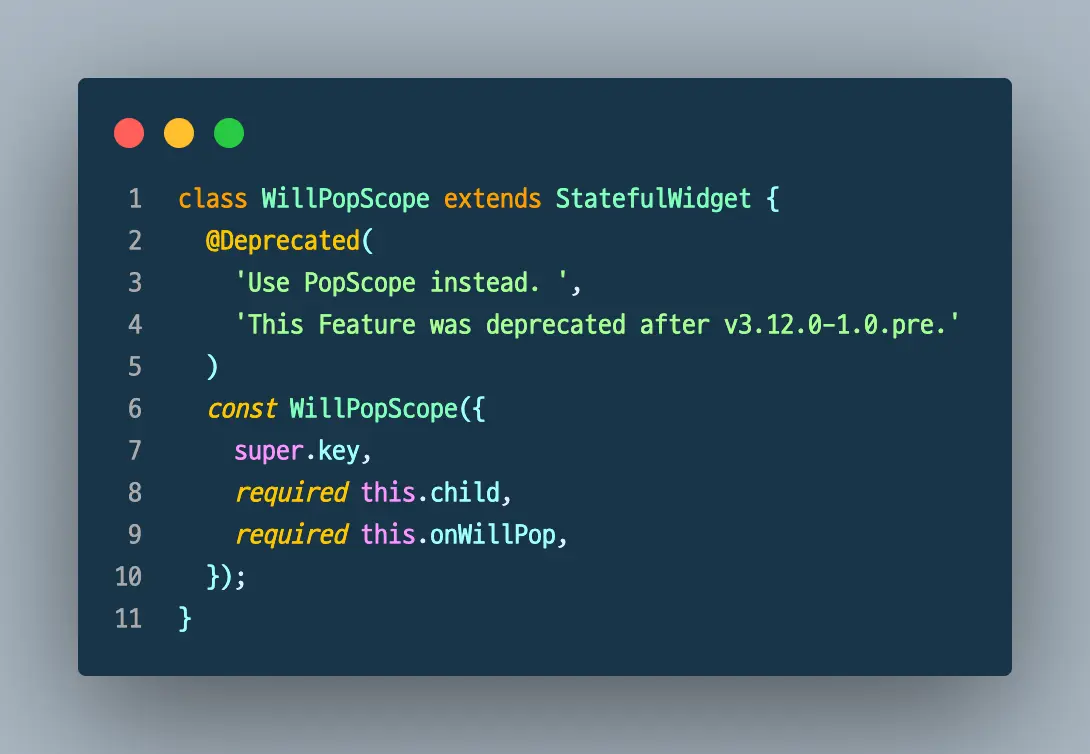 1 class WillPopScope extends StatefulWidget {
2 @Deprecated(
3 'Use PopScope instead. ',
4 'This Feature was deprecated after v3.12.0-1.0.pre.'
5 )
6 const WillPopScope({
7 super.key,
8 required this.child,
9 required this.onWillPop,
10 });
11 }